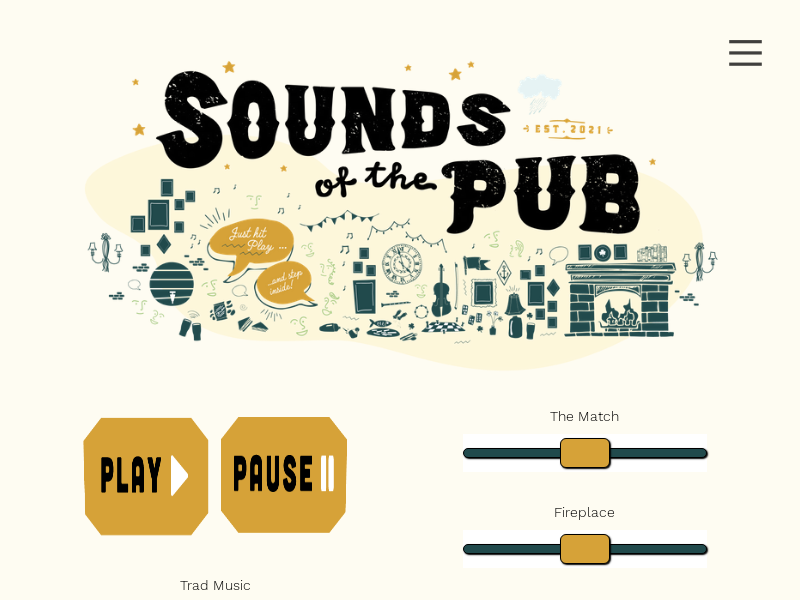 SOUNDS
EST. 2021
of the PUB
Just hit
Play ...
...and step
inside!
The Match
PLAY
PAUSE
Fireplace
Trad Music